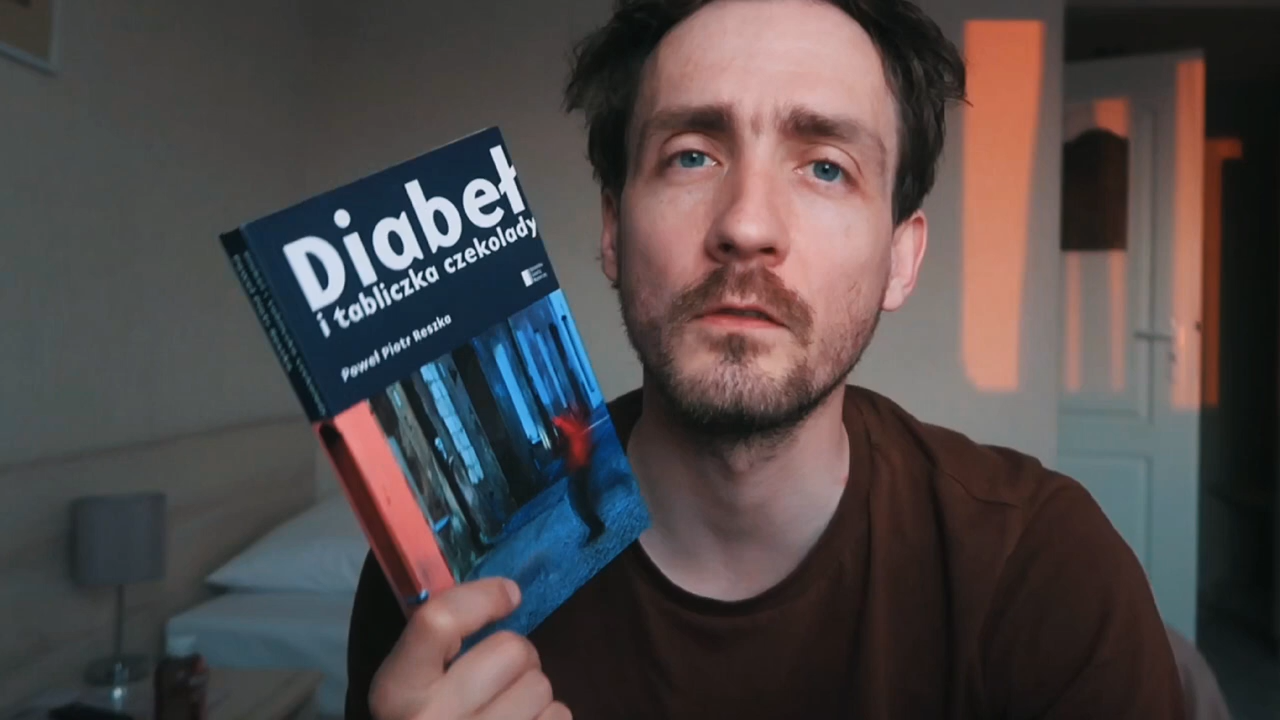 Diabeł
i tabliczka czekolady
Paweł Piotr Reszka